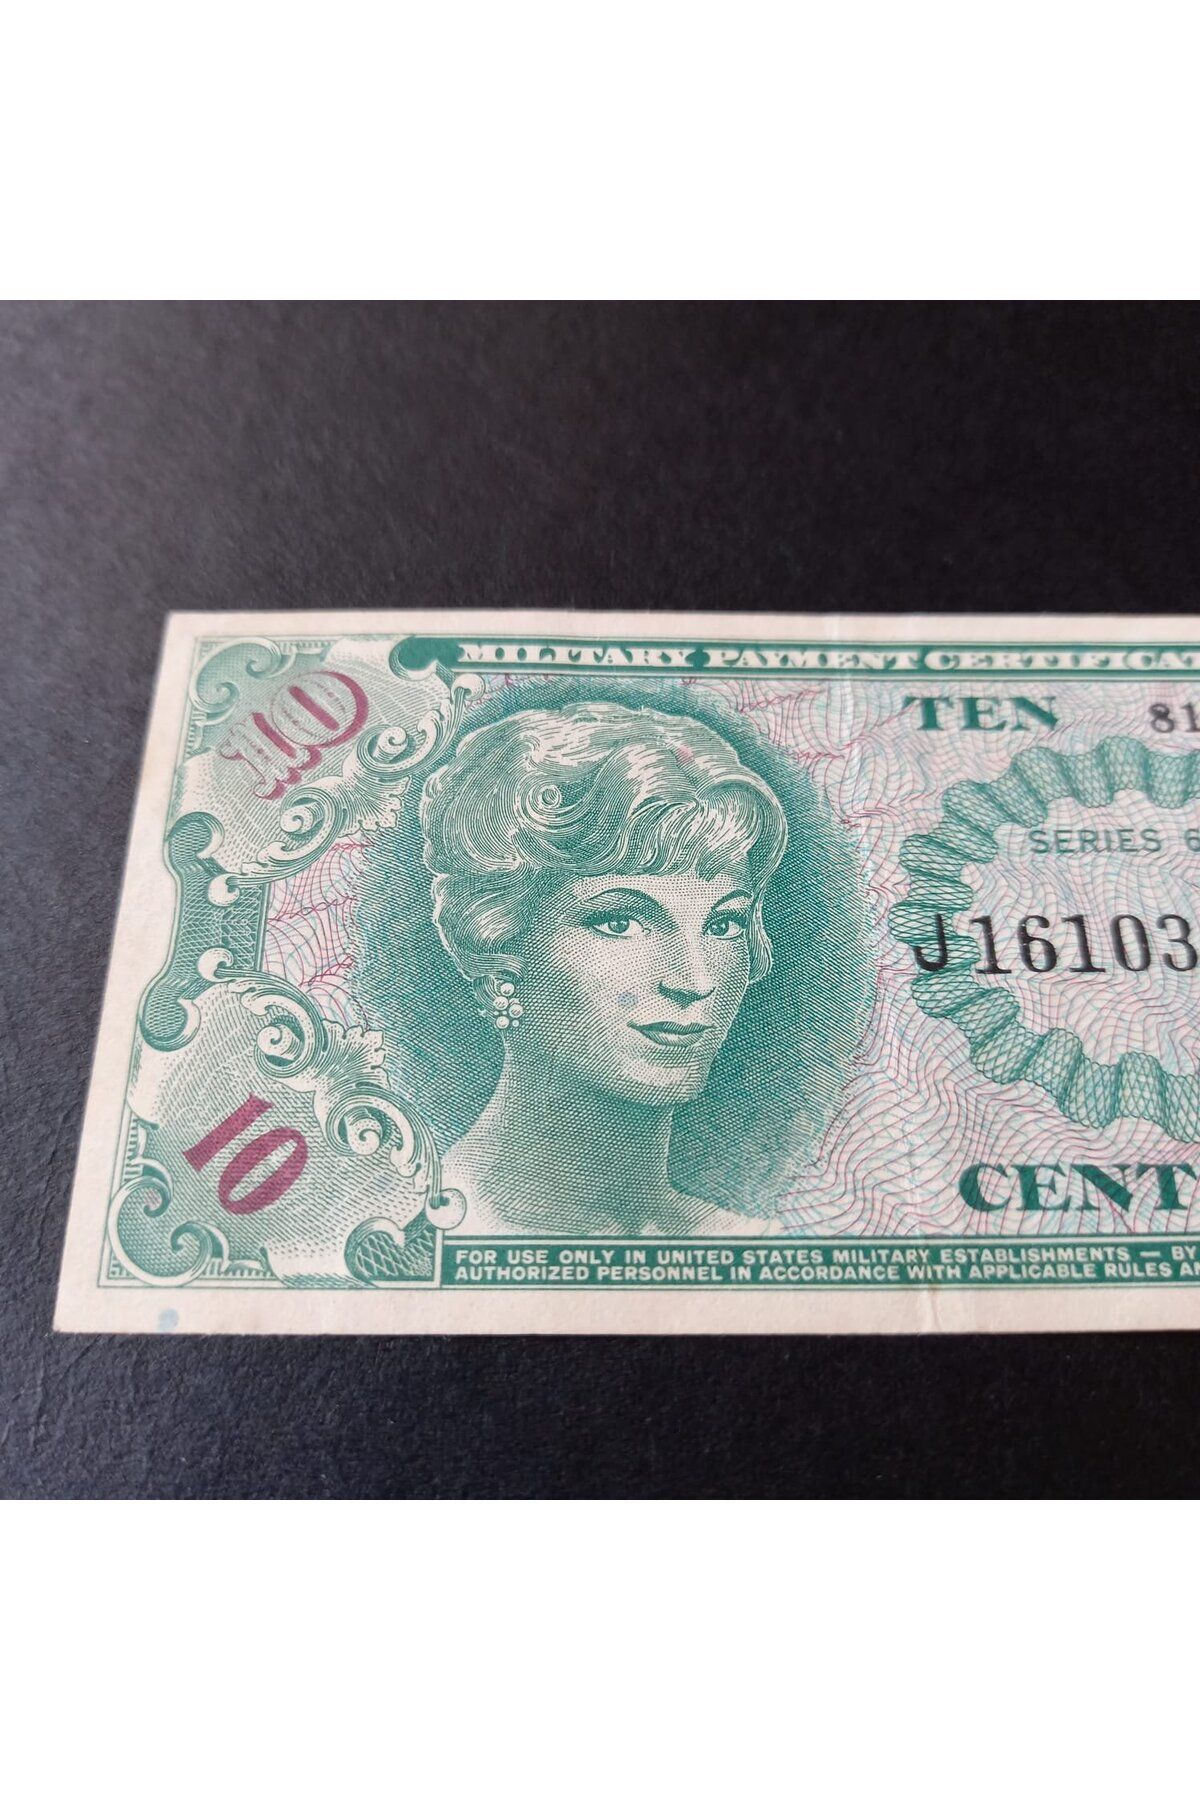 MILITARY PAYMENT CERTIFICAT
10
TEN 81
SERIES 6
J16103
10
CENT
FOR USE ONLY IN UNITED STATES MILITARY ESTABLISHMENTS — BY
AUTHORIZED PERSONNEL IN ACCORDANCE WITH APPLICABLE RULES AN